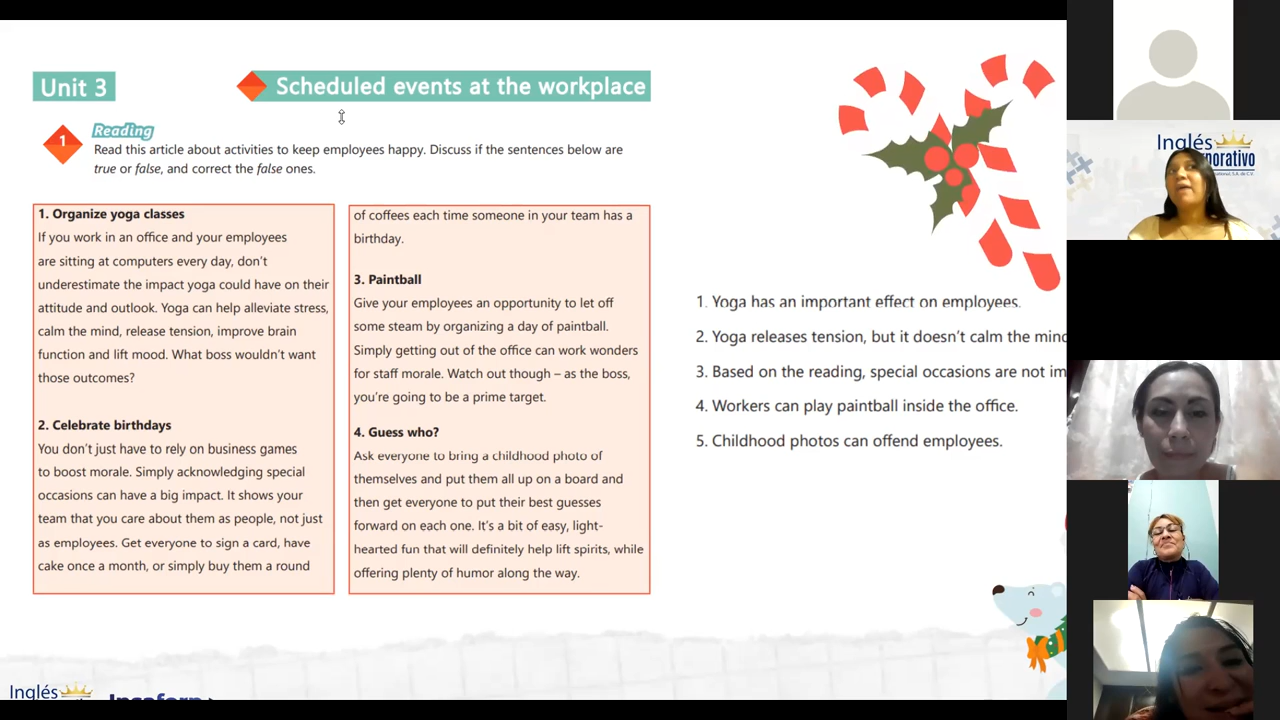 Unit 3
Scheduled events at the workplace
1
Reading
Read this article about activities to keep employees happy. Discuss if the sentences below are
true or false, and correct the false ones.
1. Organize yoga classes
If you work in an office and your employees
are sitting at computers every day, don't
underestimate the impact yoga could have on their
attitude and outlook. Yoga can help alleviate stress,
calm the mind, release tension, improve brain
function and lift mood. What boss wouldn't want
those outcomes?
2. Celebrate birthdays
You don't just have to rely on business games
to boost morale. Simply acknowledging special
occasions can have a big impact. It shows your
team that you care about them as people, not just
as employees. Get everyone to sign a card, have
cake once a month, or simply buy them a round
of coffees each time someone in your team has a
birthday.
3. Paintball
Give your employees an opportunity to let off
some steam by organizing a day of paintball.
Simply getting out of the office can work wonders
for staff morale. Watch out though – as the boss,
you're going to be a prime target.
4. Guess who?
Ask everyone to bring a childhood photo of
themselves and put them all up on a board and
then get everyone to put their best guesses
forward on each one. It's a bit of easy, light-
hearted fun that will definitely help lift spirits, while
offering plenty of humor along the way.
1. Yoga has an important effect on employees.
2. Yoga releases tension, but it doesn't calm the mind
3. Based on the reading, special occasions are not im
4. Workers can play paintball inside the office.
5. Childhood photos can offend employees.
Inglés
Inglés
porativo